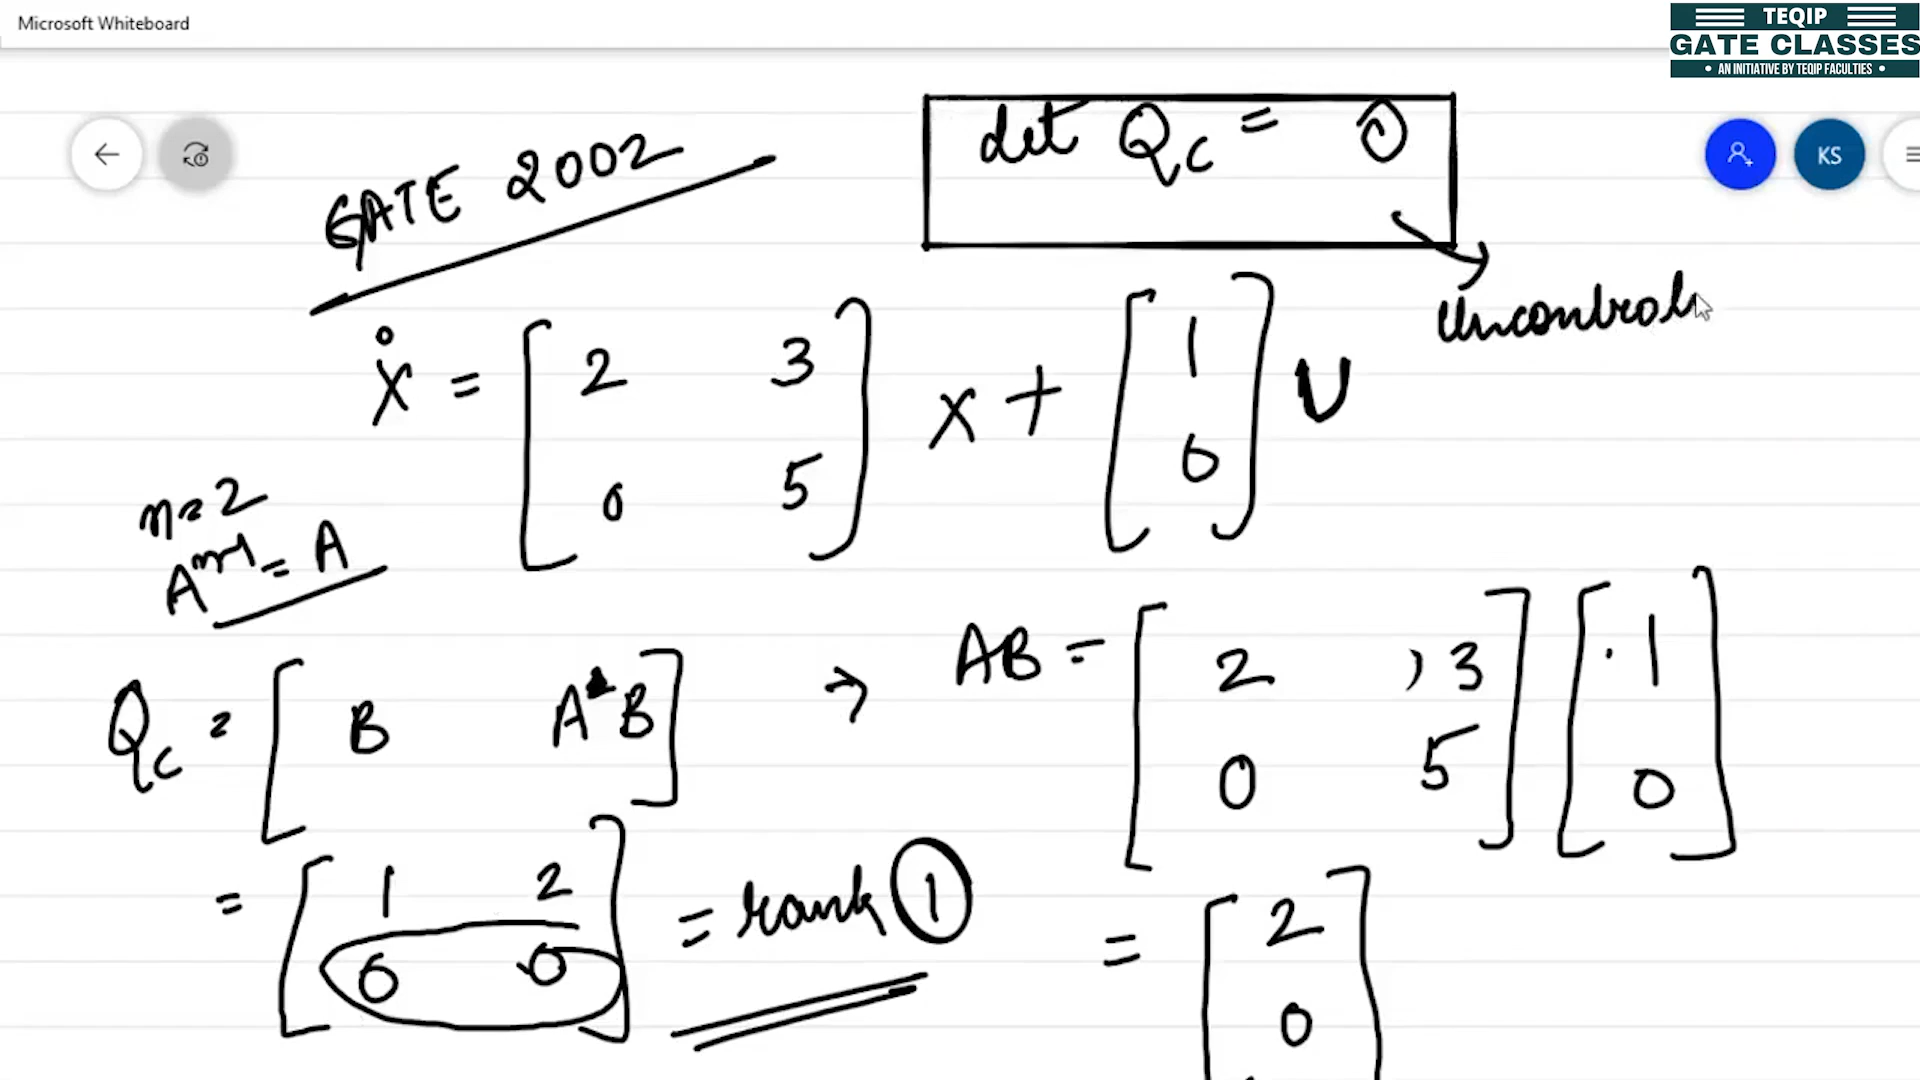 Microsoft Whiteboard
TEQIP
GATE CLASSES
• AN INITIATIVE BY TEQIP FACULTIES •
KS
GATE 2002
det Qc = 0
Uncontrol
Ẋ = [2 3; 0 5] X + [1; 0] U
n = 2
Aⁿ⁻¹ = A
Qc = [B A B] → AB = [2 , 3; 0 5] [. 1; 0]
= [1 2; 0 0] = rank 1
= [2; 0]